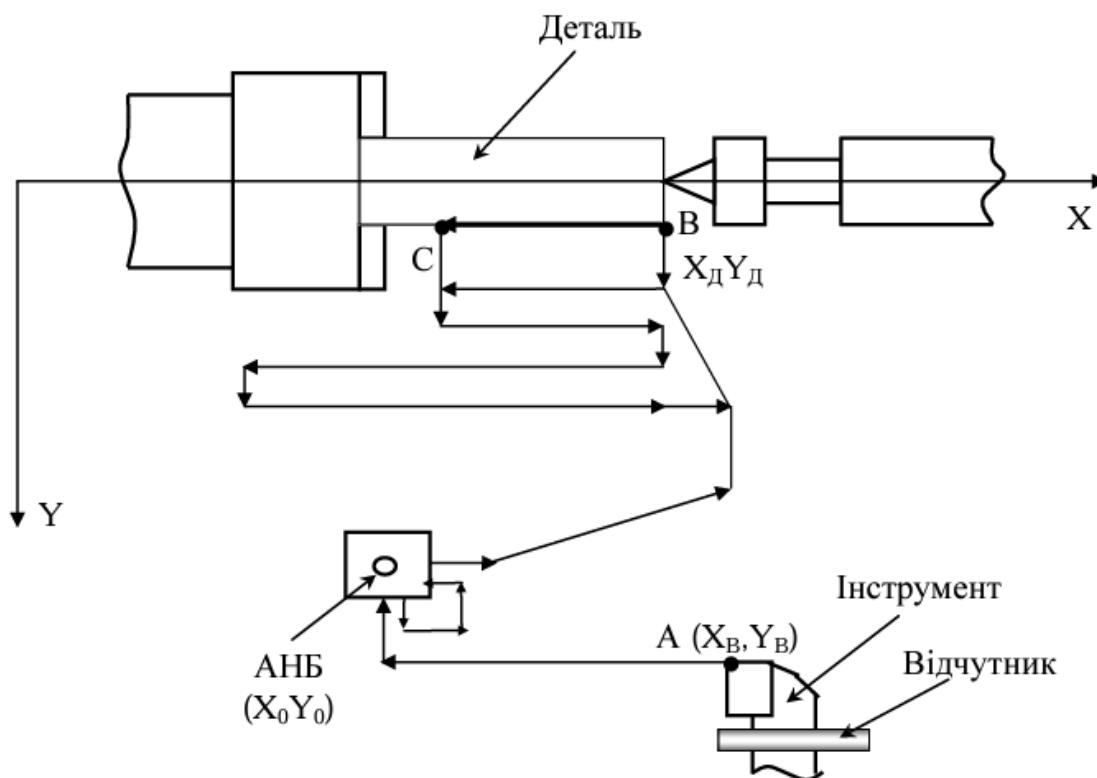 Деталь
X
B
C
XдYд
Y
Інструмент
A (XB,YB)
Відчутник
АНБ
(X0Y0)